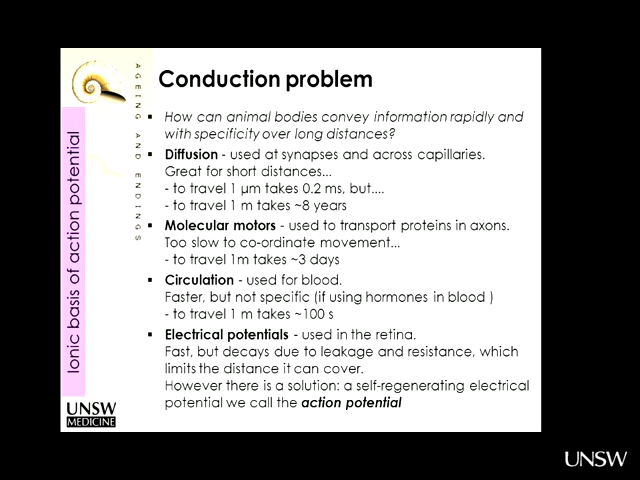 Conduction problem
▪ How can animal bodies convey information rapidly and
with specificity over long distances?
▪ Diffusion - used at synapses and across capillaries.
Great for short distances...
- to travel 1 µm takes 0.2 ms, but....
- to travel 1 m takes ~8 years
▪ Molecular motors - used to transport proteins in axons.
Too slow to co-ordinate movement...
- to travel 1m takes ~3 days
▪ Circulation - used for blood.
Faster, but not specific (if using hormones in blood )
- to travel 1 m takes ~100 s
▪ Electrical potentials - used in the retina.
Fast, but decays due to leakage and resistance, which
limits the distance it can cover.
However there is a solution: a self-regenerating electrical
potential we call the action potential
AGEING AND ENDINGS
Ionic basis of action potential
UNSW
MEDICINE
UNSW